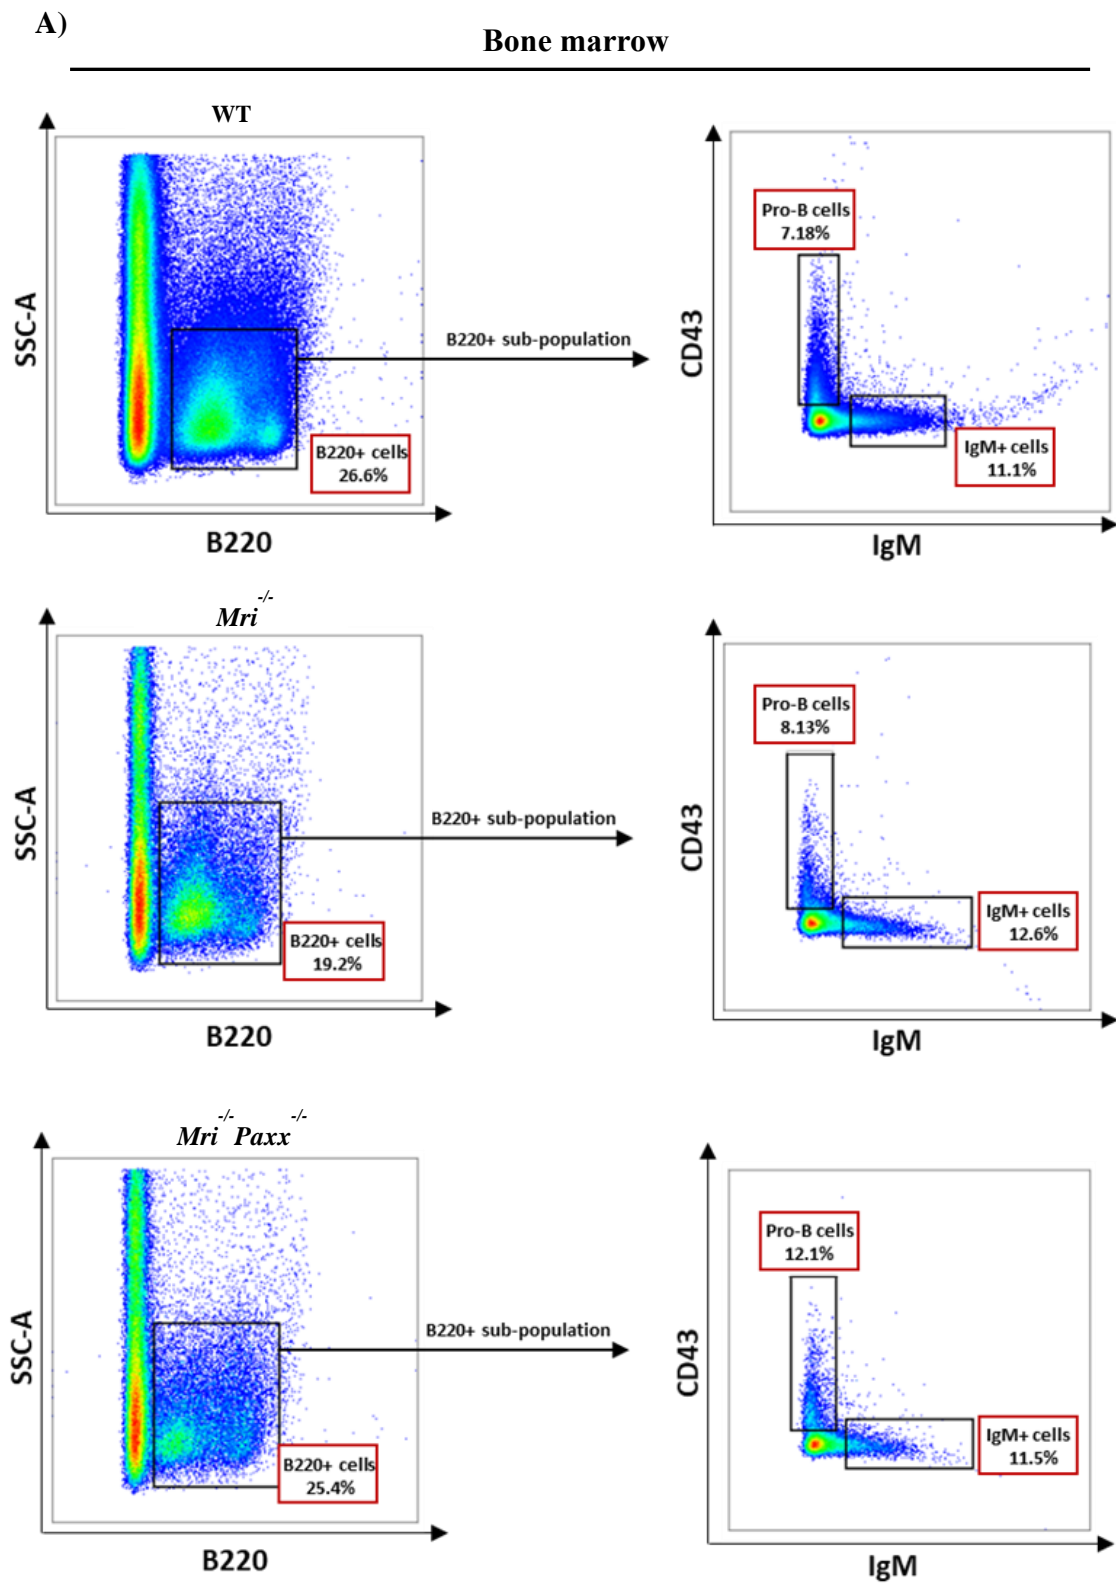 A)
Bone marrow
WT
SSC-A
B220+ cells
26.6%
B220
B220+ sub-population
CD43
Pro-B cells
7.18%
IgM+ cells
11.1%
IgM
Mri-/-
SSC-A
B220+ cells
19.2%
B220
B220+ sub-population
CD43
Pro-B cells
8.13%
IgM+ cells
12.6%
IgM
Mri-/-Paxx-/-
SSC-A
B220+ cells
25.4%
B220
B220+ sub-population
CD43
Pro-B cells
12.1%
IgM+ cells
11.5%
IgM